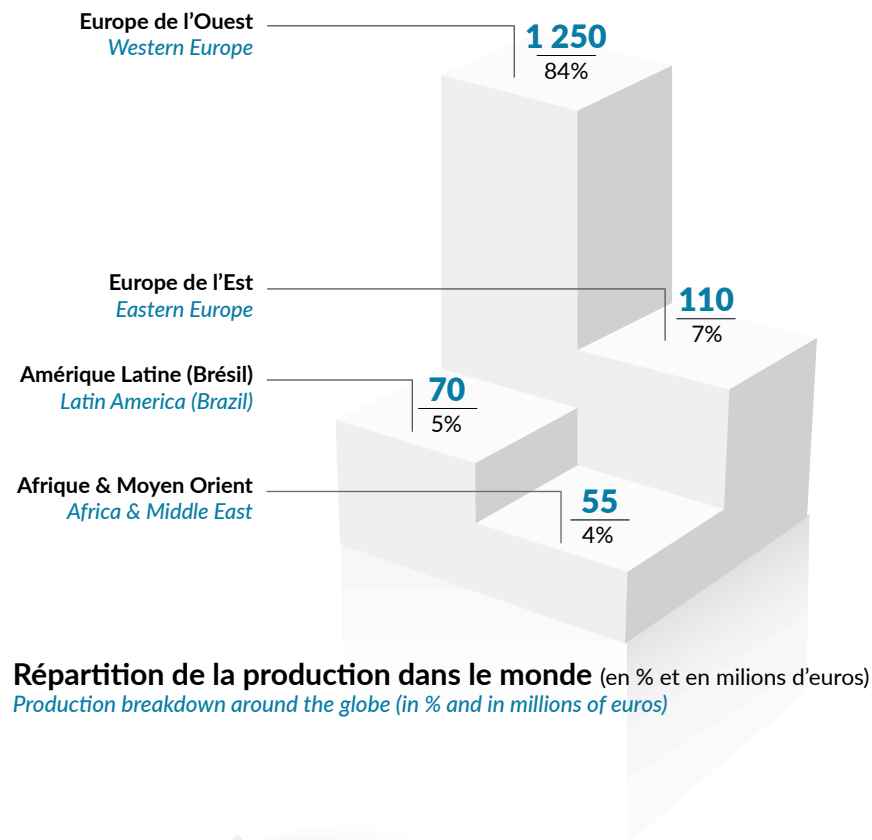 Europe de l’Ouest
Western Europe
1 250
84%
Europe de l’Est
Eastern Europe
110
7%
Amérique Latine (Brésil)
Latin America (Brazil)
70
5%
Afrique & Moyen Orient
Africa & Middle East
55
4%
Répartition de la production dans le monde (en % et en milions d’euros)
Production breakdown around the globe (in % and in millions of euros)